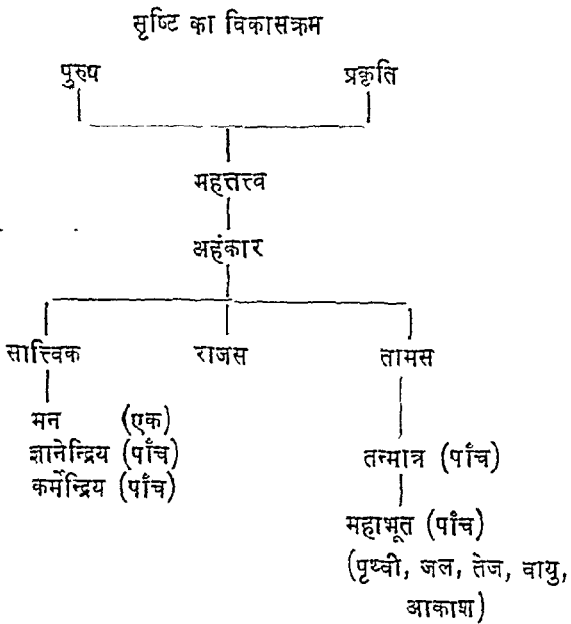 सृष्टि का विकासक्रम
पुरुष प्रकृति
महत्तत्त्व
अहंकार
सात्त्विक राजस तामस
मन (एक)
ज्ञानेन्द्रिय (पाँच) तन्मात्र (पाँच)
कर्मेन्द्रिय (पाँच)
महाभूत (पाँच)
(पृथ्वी, जल, तेज, वायु,
आकाश)